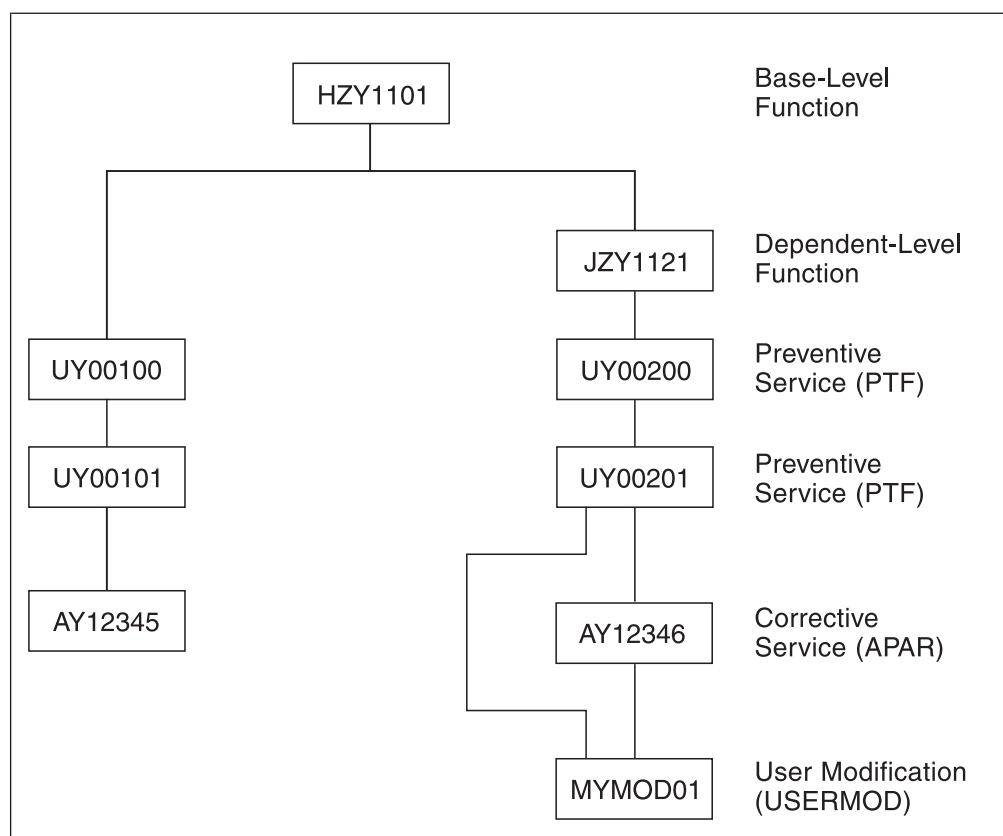 HZY1101
Base-Level
Function
JZY1121
Dependent-Level
Function
UY00100
UY00200
Preventive
Service (PTF)
UY00101
UY00201
Preventive
Service (PTF)
AY12345
AY12346
Corrective
Service (APAR)
MYMOD01
User Modification
(USERMOD)